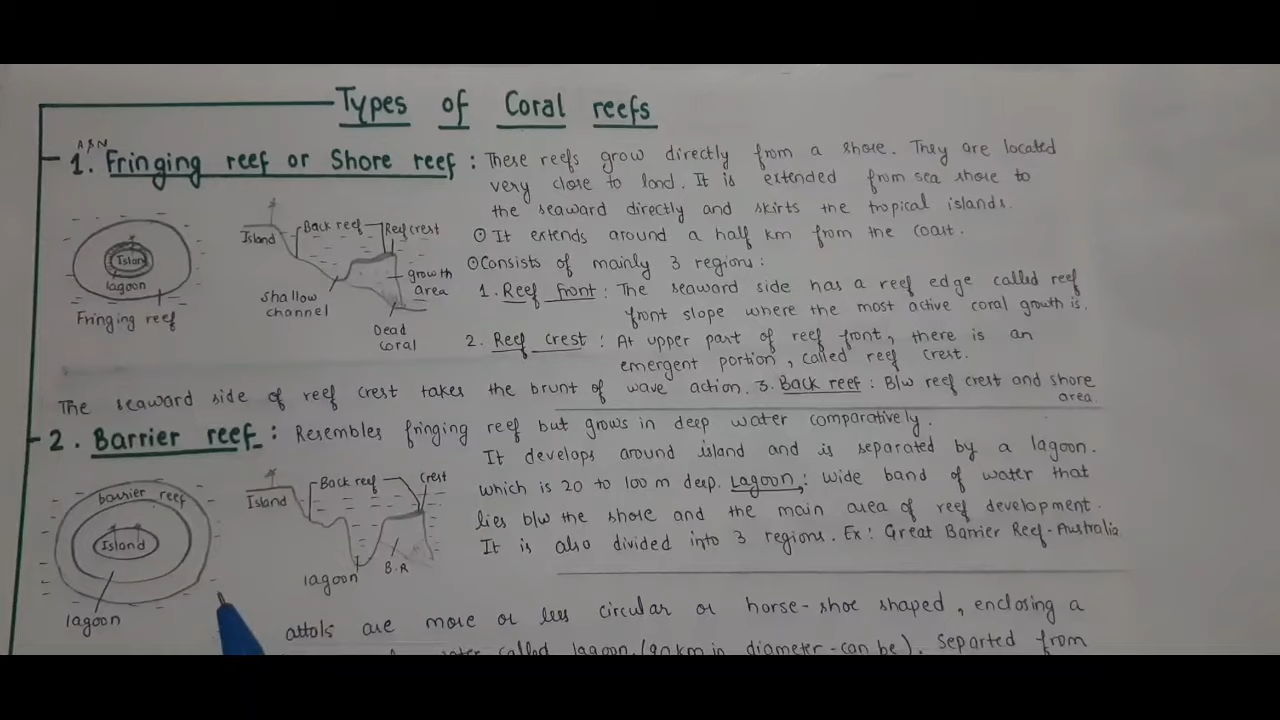 Types of Coral reefs
A & N
1. Fringing reef or Shore reef : These reefs grow directly from a shore. They are located
very close to land. It is extended from sea shore to
the seaward directly and skirts the tropical islands.
⊙ It extends around a half km from the coast.
⊙ Consists of mainly 3 regions:
1. Reef front : The seaward side has a reef edge called reef
front slope where the most active coral growth is.
2. Reef crest : At upper part of reef front, there is an
emergent portion, called reef crest.
Island
lagoon
Fringing reef
Island
Back reef
Reef crest
growth
area
shallow
channel
Dead
coral
The seaward side of reef crest takes the brunt of wave action. 3. Back reef : B/w reef crest and shore
area
2. Barrier reef : Resembles fringing reef but grows in deep water comparatively.
It develops around island and is separated by a lagoon.
which is 20 to 100 m deep. Lagoon : wide band of water that
lies b/w the shore and the main area of reef development.
It is also divided into 3 regions. Ex: Great Barrier Reef-Australia
barrier reef
Island
lagoon
Island
Back reef
Crest
lagoon
B.R
attols are more or less circular or horse-shoe shaped, enclosing a
called lagoon. km in diameter - can be). Separted from